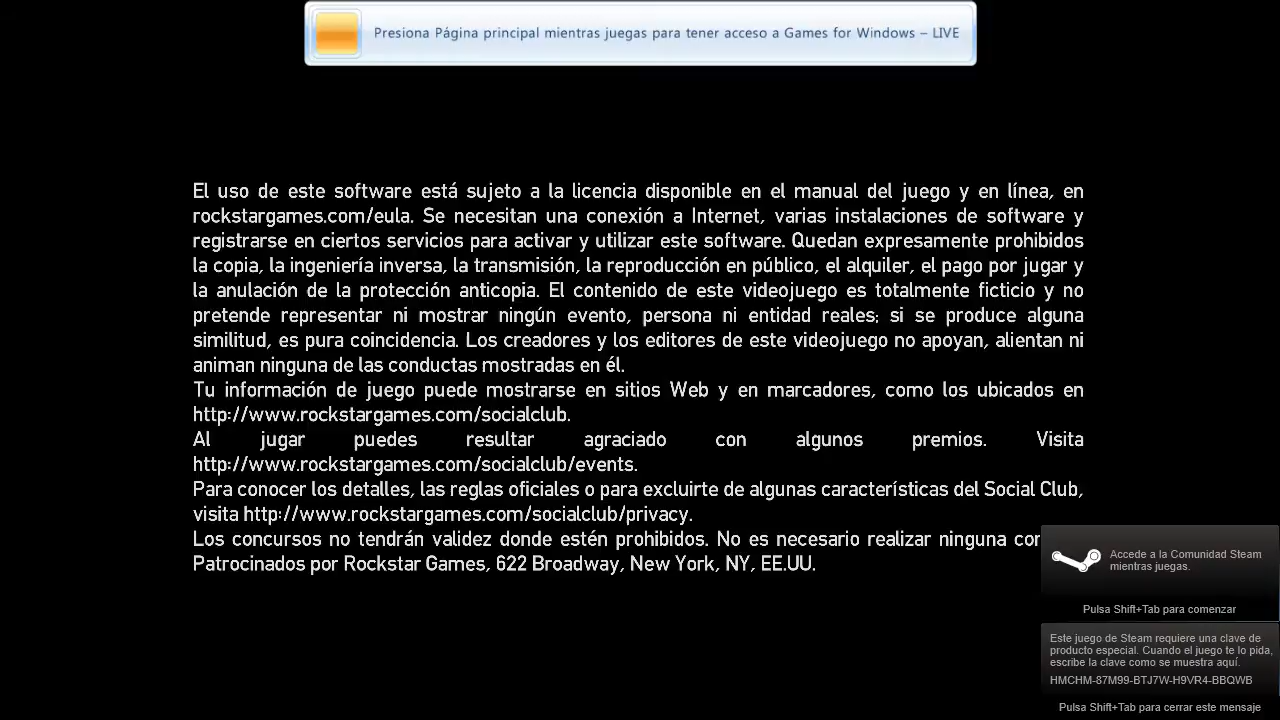 Presiona Página principal mientras juegas para tener acceso a Games for Windows – LIVE
El uso de este software está sujeto a la licencia disponible en el manual del juego y en línea, en
rockstargames.com/eula. Se necesitan una conexión a Internet, varias instalaciones de software y
registrarse en ciertos servicios para activar y utilizar este software. Quedan expresamente prohibidos
la copia, la ingeniería inversa, la transmisión, la reproducción en público, el alquiler, el pago por jugar y
la anulación de la protección anticopia. El contenido de este videojuego es totalmente ficticio y no
pretende representar ni mostrar ningún evento, persona ni entidad reales; si se produce alguna
similitud, es pura coincidencia. Los creadores y los editores de este videojuego no apoyan, alientan ni
animan ninguna de las conductas mostradas en él.
Tu información de juego puede mostrarse en sitios Web y en marcadores, como los ubicados en
http://www.rockstargames.com/socialclub.
Al jugar puedes resultar agraciado con algunos premios. Visita
http://www.rockstargames.com/socialclub/events.
Para conocer los detalles, las reglas oficiales o para excluirte de algunas características del Social Club,
visita http://www.rockstargames.com/socialclub/privacy.
Los concursos no tendrán validez donde estén prohibidos. No es necesario realizar ninguna
Patrocinados por Rockstar Games, 622 Broadway, New York, NY, EE.UU.
Accede a la Comunidad Steam
mientras juegas.
Pulsa Shift+Tab para comenzar
Este juego de Steam requiere una clave de
producto especial. Cuando el juego te lo pida,
escribe la clave como se muestra aquí.
HMCHM-87M99-BTJ7W-H9VR4-BBQWB
Pulsa Shift+Tab para cerrar este mensaje